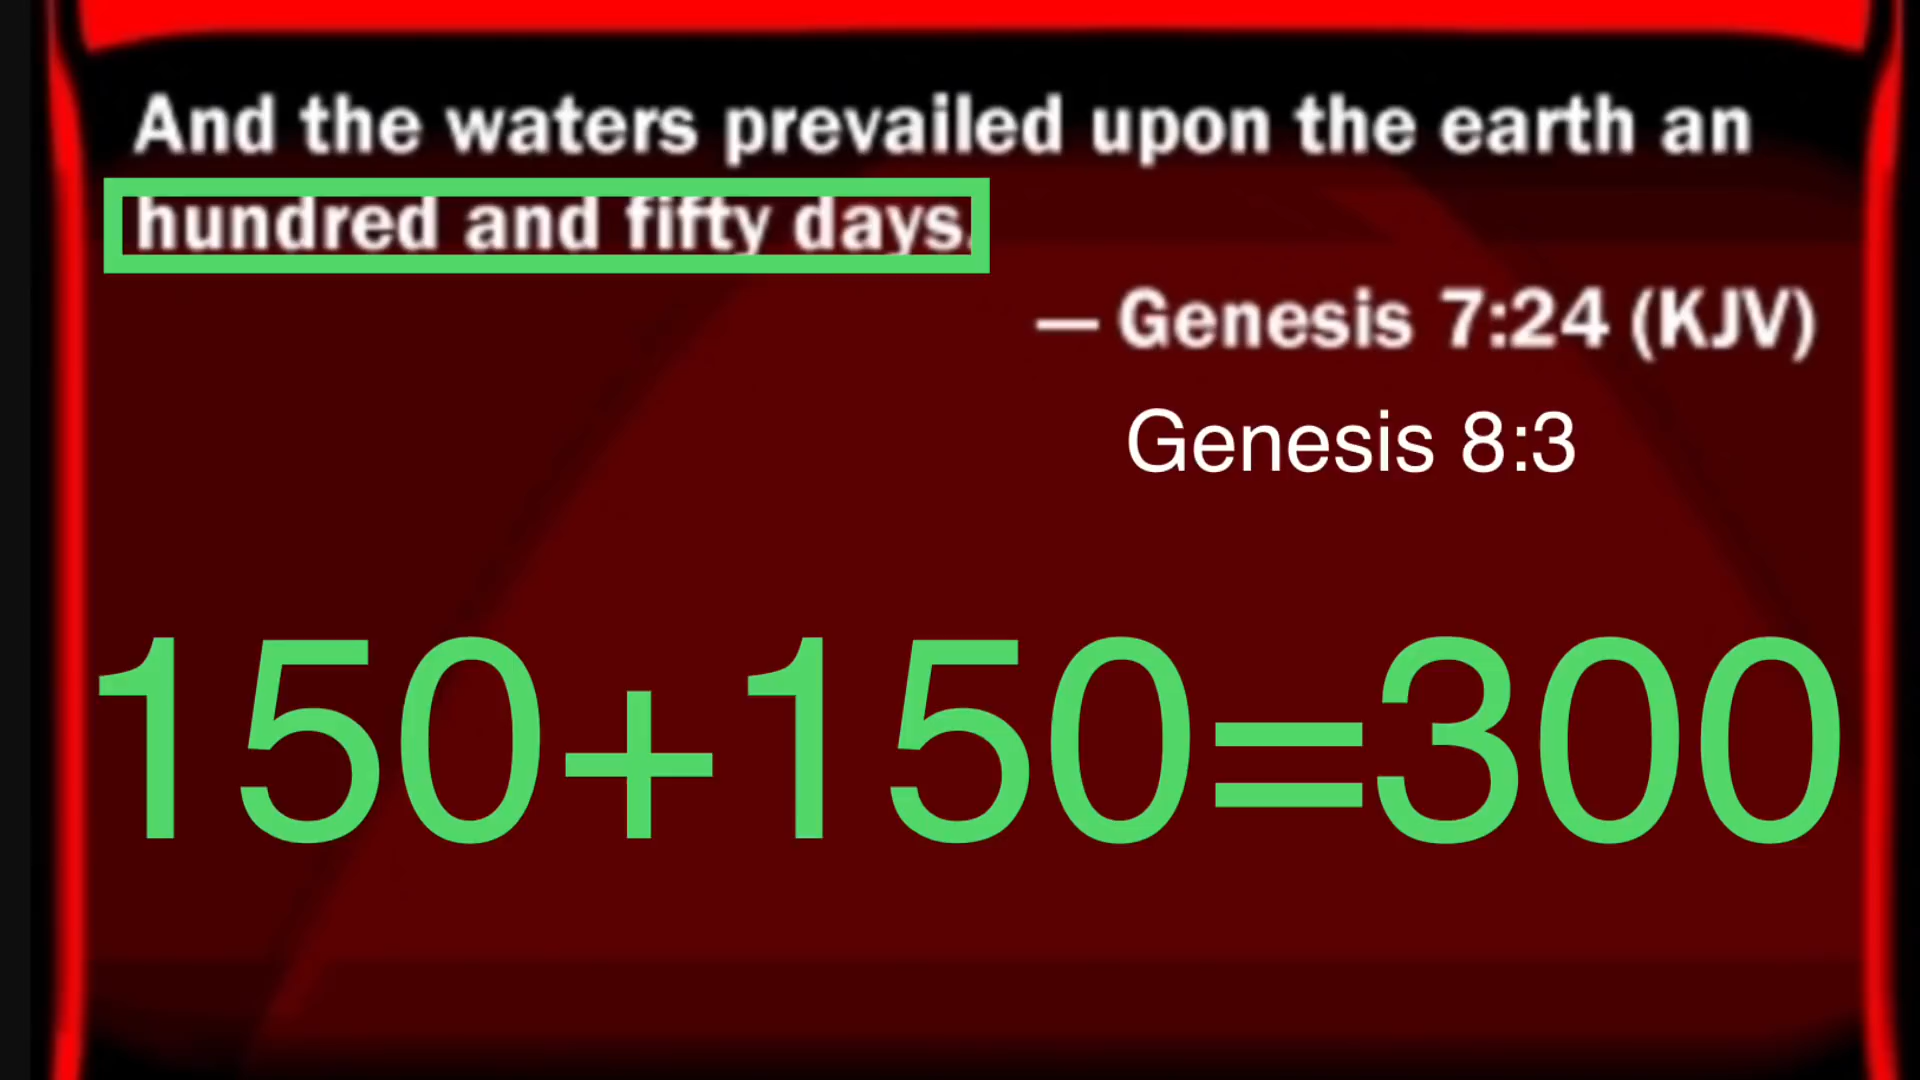 And the waters prevailed upon the earth an
hundred and fifty days.
— Genesis 7:24 (KJV)
Genesis 8:3
150+150=300